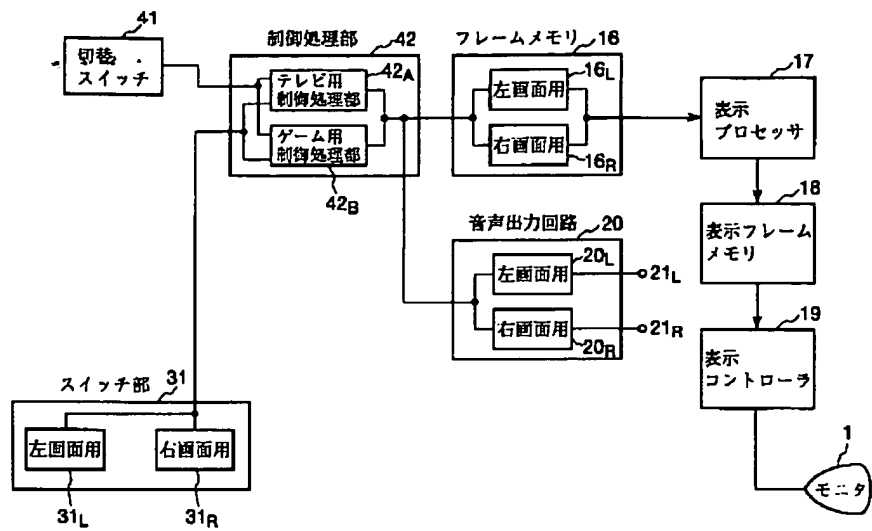 41
切替
スイッチ
制御処理部 42
テレビ用
制御処理部
42A
ゲーム用
制御処理部
42B
フレームメモリ 16
左画面用
16L
右画面用
16R
17
表示
プロセッサ
18
表示フレーム
メモリ
19
表示
コントローラ
音声出力回路 20
左画面用
20L
21L
右画面用
20R
21R
スイッチ部 31
左画面用
31L
右画面用
31R
1
モニタ